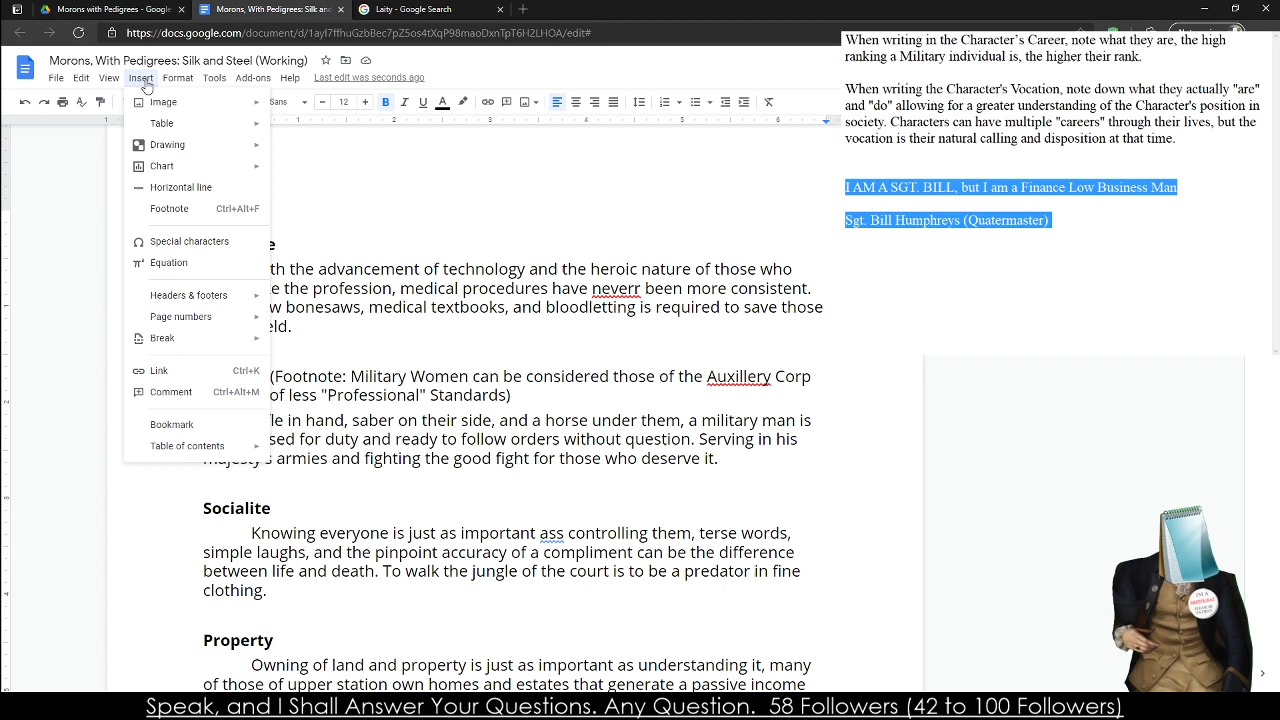 Morons with Pedigrees - Google
Morons, With Pedigrees: Silk and
Laity - Google Search
https://docs.google.com/document/d/1ayI7ffhuGzbBec7pZ5os4tXqP98maoDxnTpT6H2LHOA/edit#
Morons, With Pedigrees: Silk and Steel (Working)
File Edit View Insert Format Tools Add-ons Help Last edit was seconds ago
Sans 12 B I U A
1 1 2 3 4 5 6
Image
Table
Drawing
Chart
Horizontal line
Footnote Ctrl+Alt+F
Special characters
Equation
Headers & footers
Page numbers
Break
Link Ctrl+K
Comment Ctrl+Alt+M
Bookmark
Table of contents
e
th the advancement of technology and the heroic nature of those who
e the profession, medical procedures have neverr been more consistent.
w bonesaws, medical textbooks, and bloodletting is required to save those
eld.
(Footnote: Military Women can be considered those of the Auxillery Corp
of less "Professional" Standards)
fle in hand, saber on their side, and a horse under them, a military man is
sed for duty and ready to follow orders without question. Serving in his
majesty's armies and fighting the good fight for those who deserve it.
Socialite
Knowing everyone is just as important ass controlling them, terse words,
simple laughs, and the pinpoint accuracy of a compliment can be the difference
between life and death. To walk the jungle of the court is to be a predator in fine
clothing.
Property
Owning of land and property is just as important as understanding it, many
of those of upper station own homes and estates that generate a passive income
When writing in the Character's Career, note what they are, the high
ranking a Military individual is, the higher their rank.
When writing the Character's Vocation, note down what they actually "are"
and "do" allowing for a greater understanding of the Character's position in
society. Characters can have multiple "careers" through their lives, but the
vocation is their natural calling and disposition at that time.
I AM A SGT. BILL, but I am a Finance Low Business Man
Sgt. Bill Humphreys (Quatermaster)
I'M A
ARISTOCRAT
Speak, and I Shall Answer Your Questions. Any Question. 58 Followers (42 to 100 Followers)